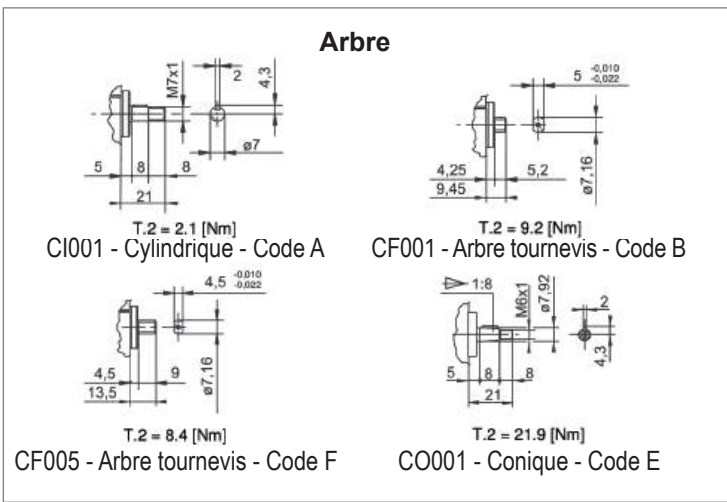 Arbre
M7x1
2
4,3
ø7
5
8
8
21
T.2 = 2.1 [Nm]
CI001 - Cylindrique - Code A
5 -0,010 -0,022
4,25
5,2
9,45
ø7,16
T.2 = 9.2 [Nm]
CF001 - Arbre tournevis - Code B
4,5 -0,010 -0,022
4,5
9
13,5
ø7,16
T.2 = 8.4 [Nm]
CF005 - Arbre tournevis - Code F
1:8
M6x1
ø7,92
2
4,3
5
8
8
21
T.2 = 21.9 [Nm]
CO001 - Conique - Code E